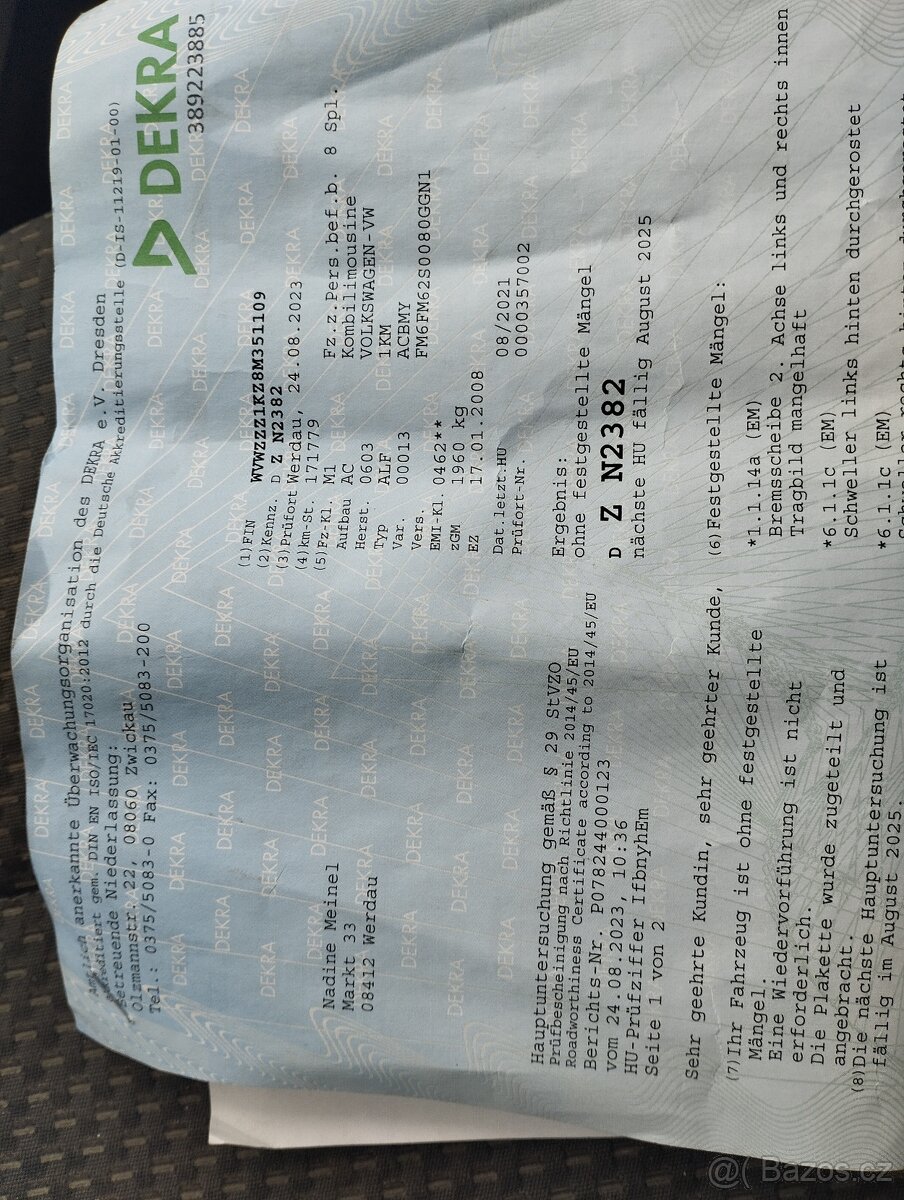 DEKRA
389223885
Amtlich anerkannte Überwachungsorganisation des DEKRA e.V. Dresden
akkreditiert gem. DIN EN ISO/IEC 17020:2012 durch die Deutsche Akkreditierungsstelle (D-IS-11219-01-00)
Betreuende Niederlassung:
Olzmannstr. 22, 08060 Zwickau
Tel.: 0375/5083-0 Fax: 0375/5083-200
Nadine Meinel
Markt 33
08412 Werdau
(1) FIN WVWZZZ1KZ8M351109
(2) Kennz. D Z N2382
(3) Prüfort Werdau, 24.08.2023
(4) km-St. 171779
(5) Fz-Kl. M1 Fz.z.Pers.bef.b. 8 Spl.
Aufbau AC Kombilimousine
Herst. 0603 VOLKSWAGEN-VW
Typ ALF 1KM
Var. 00013 ACBMY
Vers. FM6FM62S0080GGN1
EMI-Kl. 0462**
zGM 1960 kg
EZ 17.01.2008
Dat.letzt.HU 08/2021
Prüfort-Nr. 0000357002
Hauptuntersuchung gemäß § 29 StVZO
Prüfbescheinigung nach Richtlinie 2014/45/EU
Roadworthiness Certificate according to 2014/45/EU
Berichts-Nr. P078244000123
vom 24.08.2023, 10:36
HU-Prüfziffer IfbnyhEm
Seite 1 von 2
Ergebnis:
ohne festgestellte Mängel
D Z N2382
nächste HU fällig August 2025
Sehr geehrte Kundin, sehr geehrter Kunde,
(7) Ihr Fahrzeug ist ohne festgestellte
Mängel.
Eine Wiedervorführung ist nicht
erforderlich.
Die Plakette wurde zugeteilt und
angebracht.
(8) Die nächste Hauptuntersuchung ist
fällig im August 2025.
(6) Festgestellte Mängel:
*1.1.14a (EM)
Bremsscheibe 2. Achse links und rechts innen
Tragbild mangelhaft
*6.1.1c (EM)
Schweller links hinten durchgerostet
*6.1.1c (EM)
@( Bazos.cz